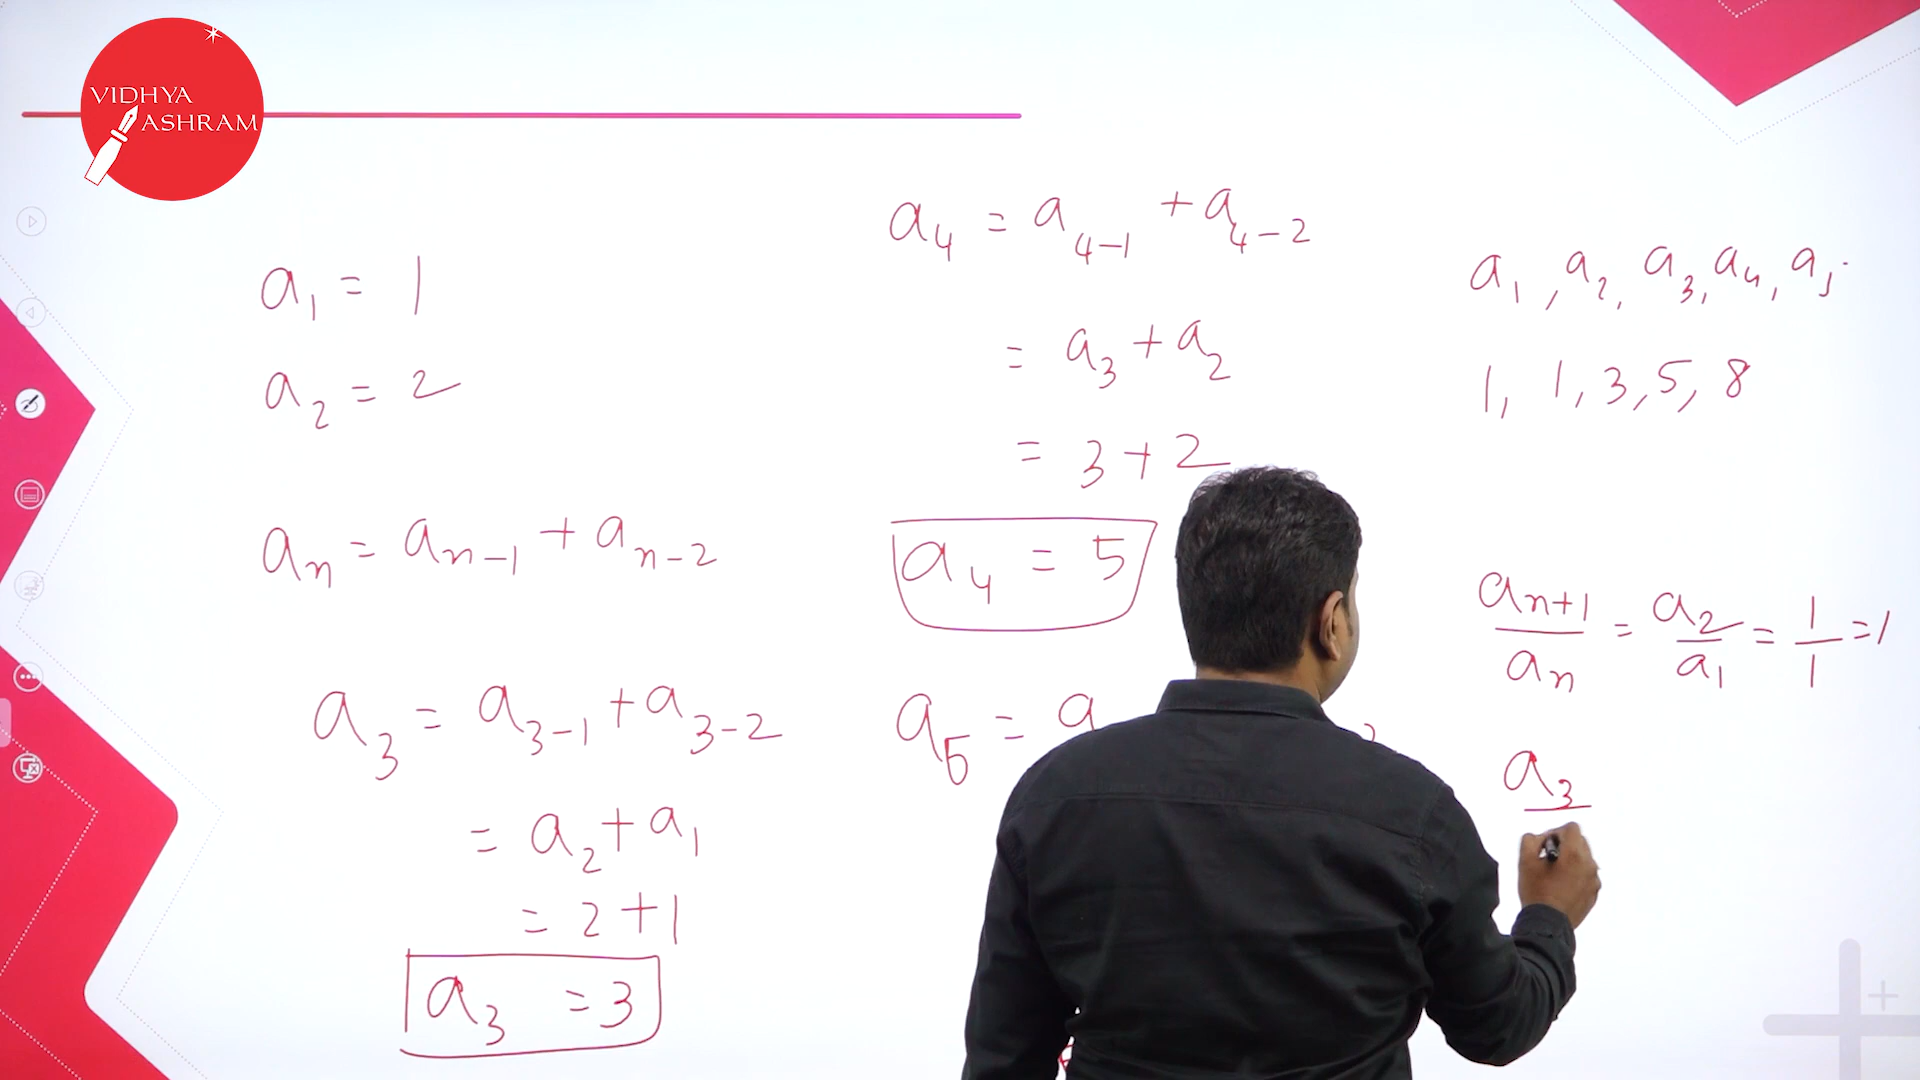 VIDHYA
ASHRAM
a₁ = 1
a₂ = 2
aₙ = aₙ₋₁ + aₙ₋₂
a₃ = a₃₋₁ + a₃₋₂
= a₂ + a₁
= 2 + 1
a₃ = 3
a₄ = a₄₋₁ + a₄₋₂
= a₃ + a₂
= 3 + 2
a₄ = 5
a₅ = a
a₁, a₂, a₃, a₄, a₅
1, 1, 3, 5, 8
aₙ₊₁/aₙ = a₂/a₁ = 1/1 = 1
a₃